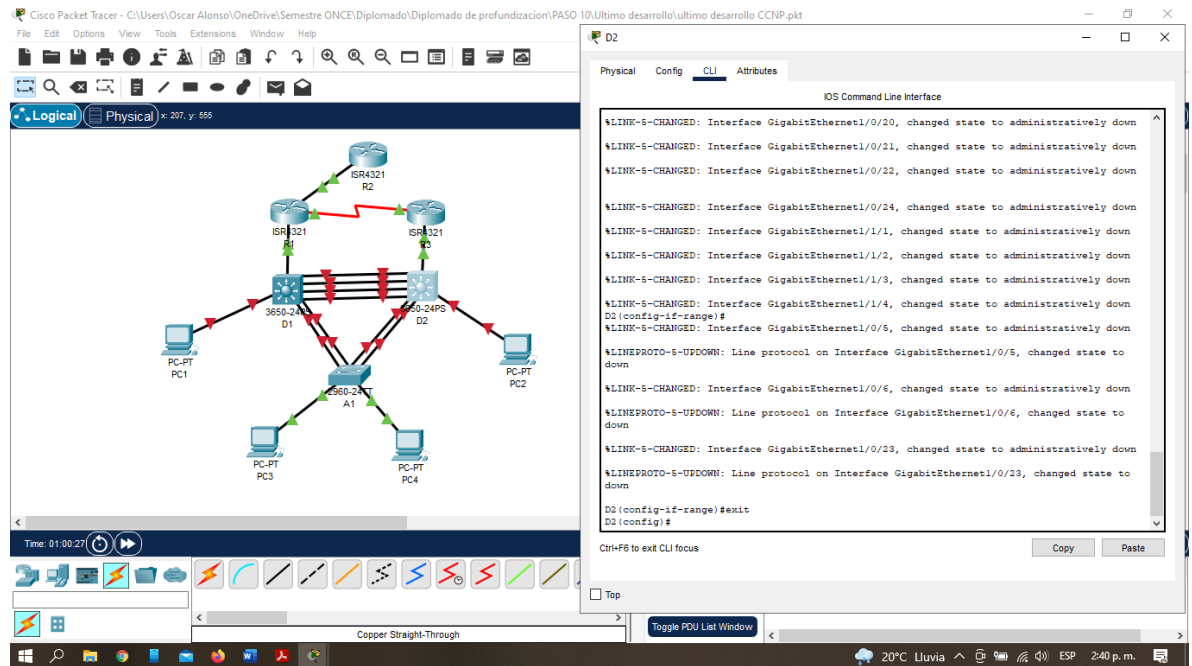 Cisco Packet Tracer - C:\Users\Oscar Alonso\OneDrive\Semestre ONCE\Diplomado\Diplomado de profundizacion\PASO 10\Ultimo desarrollo\ultimo desarrollo CCNP.pkt
File Edit Options View Tools Extensions Window Help
Logical Physical x: 207, y: 555
ISR4321
R2
ISR4321
R1
ISR4321
R3
3650-24PS
D1
3650-24PS
D2
PC-PT
PC1
PC-PT
PC2
2960-24TT
A1
PC-PT
PC3
PC-PT
PC4
Time: 01:00:27
Copper Straight-Through
D2
Physical Config CLI Attributes
IOS Command Line Interface
%LINK-5-CHANGED: Interface GigabitEthernet1/0/20, changed state to administratively down
%LINK-5-CHANGED: Interface GigabitEthernet1/0/21, changed state to administratively down
%LINK-5-CHANGED: Interface GigabitEthernet1/0/22, changed state to administratively down
%LINK-5-CHANGED: Interface GigabitEthernet1/0/24, changed state to administratively down
%LINK-5-CHANGED: Interface GigabitEthernet1/1/1, changed state to administratively down
%LINK-5-CHANGED: Interface GigabitEthernet1/1/2, changed state to administratively down
%LINK-5-CHANGED: Interface GigabitEthernet1/1/3, changed state to administratively down
%LINK-5-CHANGED: Interface GigabitEthernet1/1/4, changed state to administratively down
D2(config-if-range)#
%LINK-5-CHANGED: Interface GigabitEthernet1/0/5, changed state to administratively down
%LINEPROTO-5-UPDOWN: Line protocol on Interface GigabitEthernet1/0/5, changed state to
down
%LINK-5-CHANGED: Interface GigabitEthernet1/0/6, changed state to administratively down
%LINEPROTO-5-UPDOWN: Line protocol on Interface GigabitEthernet1/0/6, changed state to
down
%LINK-5-CHANGED: Interface GigabitEthernet1/0/23, changed state to administratively down
%LINEPROTO-5-UPDOWN: Line protocol on Interface GigabitEthernet1/0/23, changed state to
down
D2(config-if-range)#exit
D2(config)#
Ctrl+F6 to exit CLI focus
Copy Paste
Top
Toggle PDU List Window
20°C Lluvia ESP 2:40 p. m.